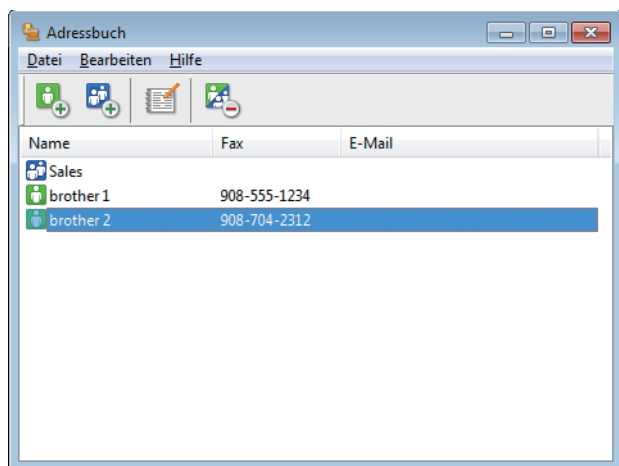 Adressbuch
Datei Bearbeiten Hilfe
Name Fax E-Mail
Sales
brother 1 908-555-1234
brother 2 908-704-2312